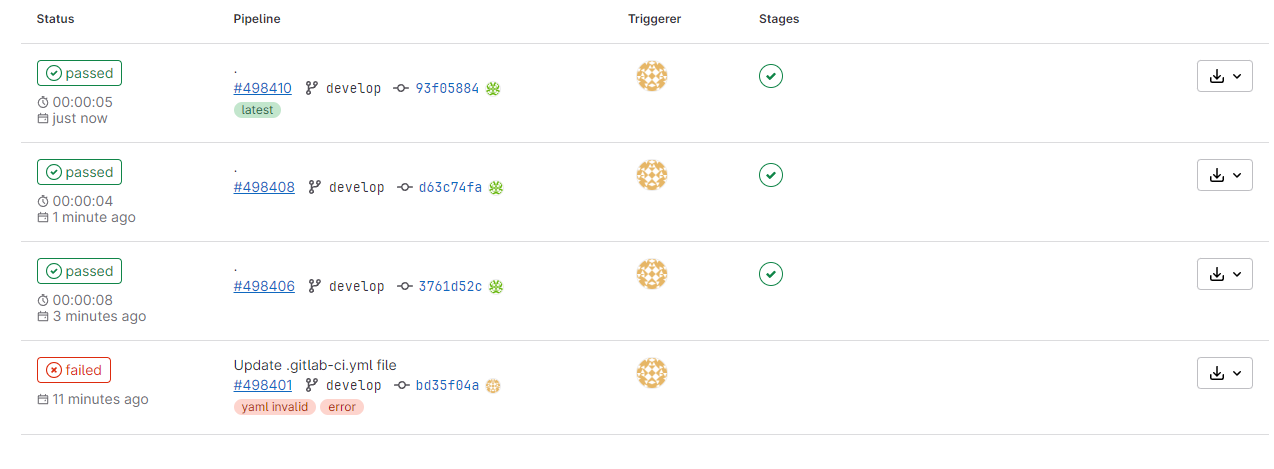 Status Pipeline Triggerer Stages
passed
.
#498410 develop 93f05884
00:00:05
latest
just now
passed
.
#498408 develop d63c74fa
00:00:04
1 minute ago
passed
.
#498406 develop 3761d52c
00:00:08
3 minutes ago
failed
Update .gitlab-ci.yml file
#498401 develop bd35f04a
11 minutes ago
yaml invalid error